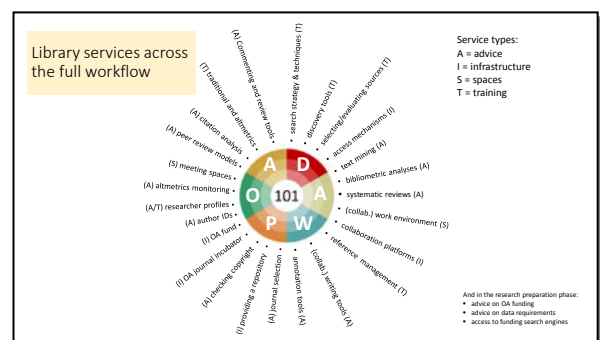 Library services across
the full workflow
Service types:
A = advice
I = infrastructure
S = spaces
T = training
• search strategy & techniques (T)
• discovery tools (T)
• selecting/evaluating sources (T)
• access mechanisms (I)
• text mining (A)
• bibliometric analyses (A)
• systematic reviews (A)
• (collab.) work environment (S)
• collaboration platforms (I)
• reference management (T)
• (collab.) writing tools (A)
• annotation tools (A)
(A) journal selection •
(I) providing a repository •
(A) checking copyright •
(I) OA journal incubator •
(I) OA fund •
(A) author IDs •
(A/T) researcher profiles •
(A) altmetrics monitoring •
(S) meeting spaces •
(A) peer review models •
(A) citation analysis •
(T) traditional and altmetrics •
(A) Commenting and review tools •
A
D
O
101
A
P
W
And in the research preparation phase:
• advice on OA funding
• advice on data requirements
• access to funding search engines